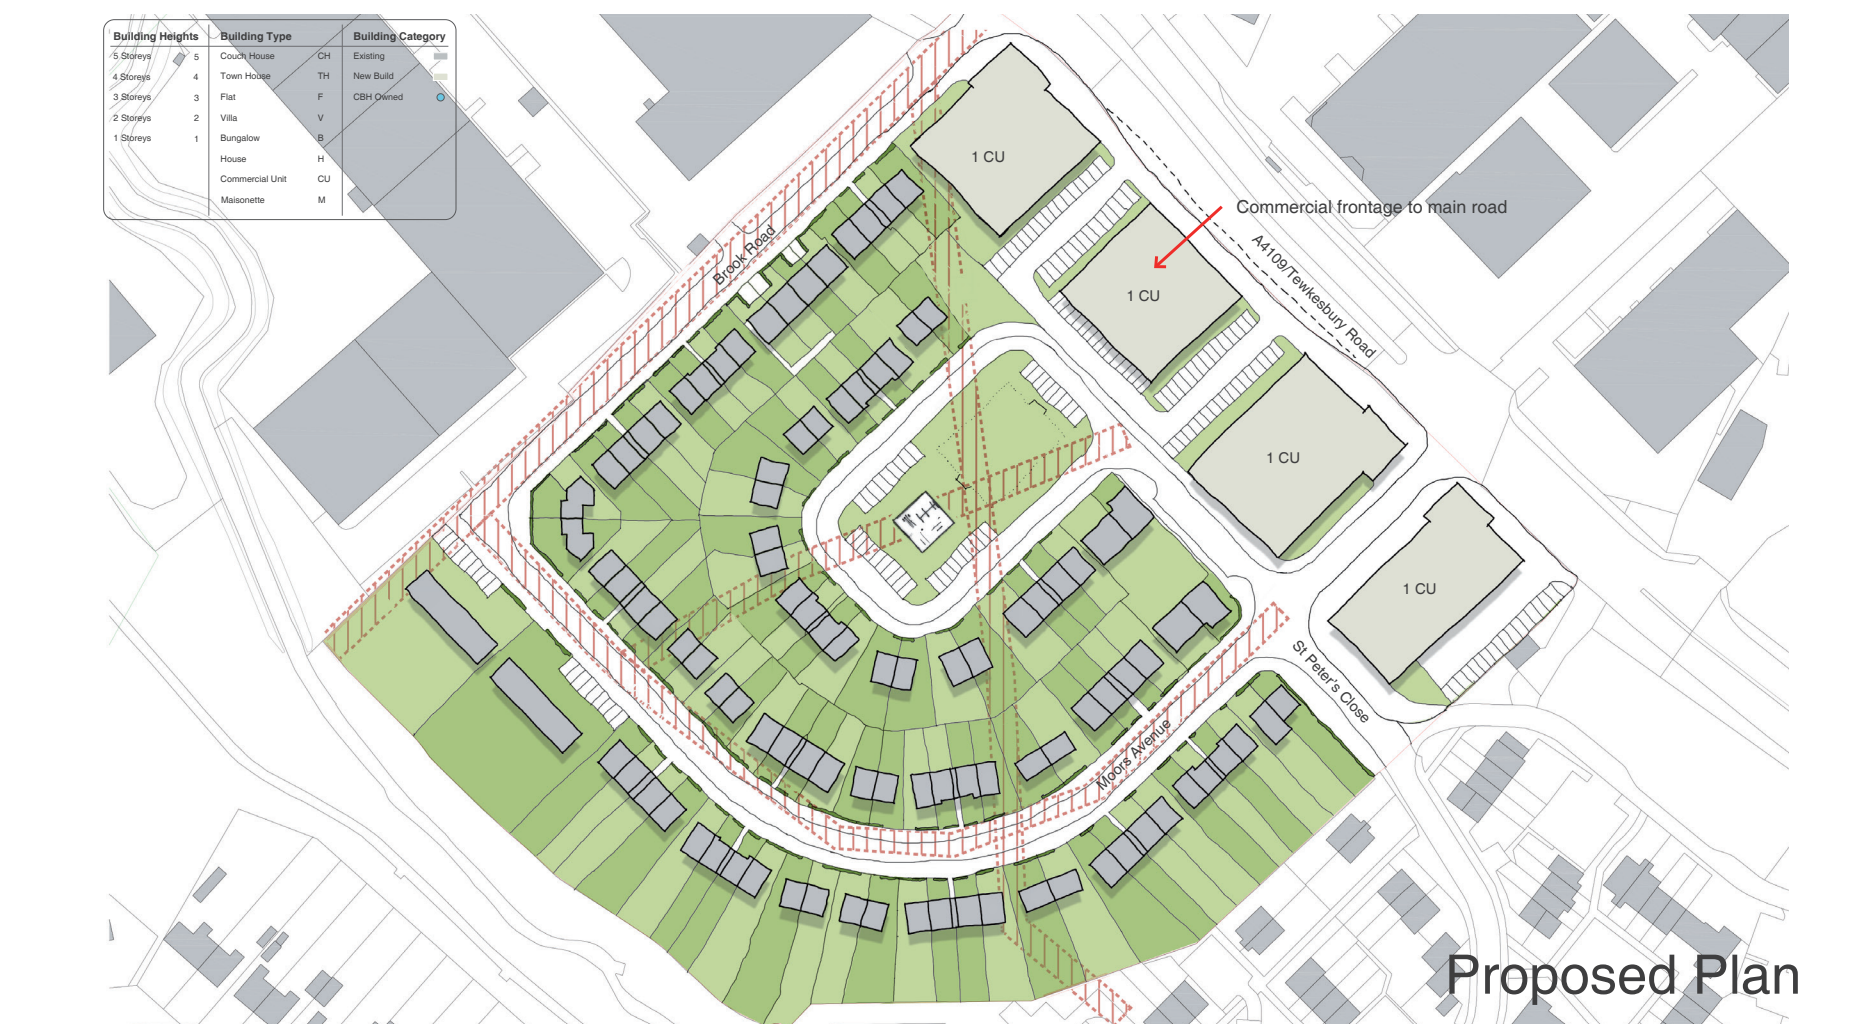 Building Heights Building Type Building Category
5 Storeys 5 Couch House CH Existing
4 Storeys 4 Town House TH New Build
3 Storeys 3 Flat F CBH Owned
2 Storeys 2 Villa V
1 Storeys 1 Bungalow B
House H
Commercial Unit CU
Maisonette M
1 CU
Commercial frontage to main road
Brook Road
A4109/Tewkesbury Road
1 CU
1 CU
1 CU
St Peter's Close
Moors Avenue
Proposed Plan